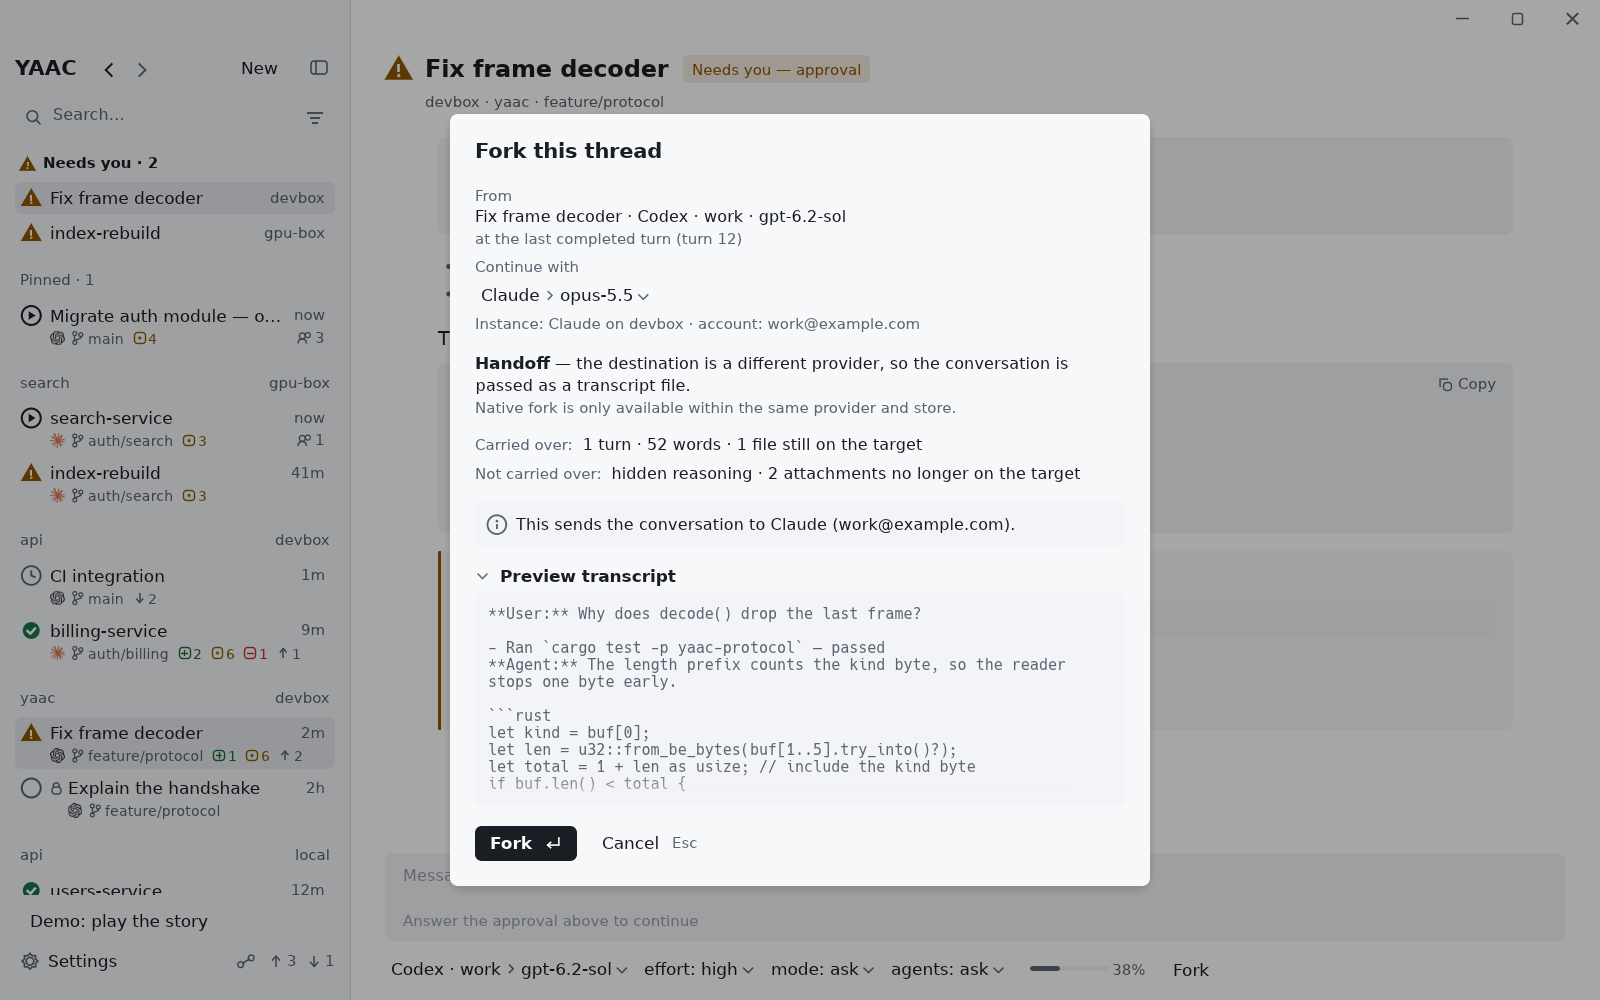 YAAC
New
Search...
Needs you · 2
Fix frame decoder devbox
index-rebuild gpu-box
Pinned · 1
Migrate auth module — o... now
main 4 3
search gpu-box
search-service now
auth/search 3 1
index-rebuild 41m
auth/search 3
api devbox
CI integration 1m
main 2
billing-service 9m
auth/billing 2 6 1 1
yaac devbox
Fix frame decoder 2m
feature/protocol 1 6 2
Explain the handshake 2h
feature/protocol
api local
users-service 12m
Demo: play the story
Settings 3 1
Fix frame decoder Needs you — approval
devbox · yaac · feature/protocol
T
Copy
Fork this thread
From
Fix frame decoder · Codex · work · gpt-6.2-sol
at the last completed turn (turn 12)
Continue with
Claude > opus-5.5
Instance: Claude on devbox · account: work@example.com
Handoff — the destination is a different provider, so the conversation is
passed as a transcript file.
Native fork is only available within the same provider and store.
Carried over: 1 turn · 52 words · 1 file still on the target
Not carried over: hidden reasoning · 2 attachments no longer on the target
This sends the conversation to Claude (work@example.com).
Preview transcript
**User:** Why does decode() drop the last frame?
- Ran `cargo test -p yaac-protocol` — passed
**Agent:** The length prefix counts the kind byte, so the reader
stops one byte early.
```rust
let kind = buf[0];
let len = u32::from_be_bytes(buf[1..5].try_into()?);
let total = 1 + len as usize; // include the kind byte
if buf.len() < total {
Fork Cancel Esc
Messa
Answer the approval above to continue
Codex · work > gpt-6.2-sol effort: high mode: ask agents: ask 38% Fork